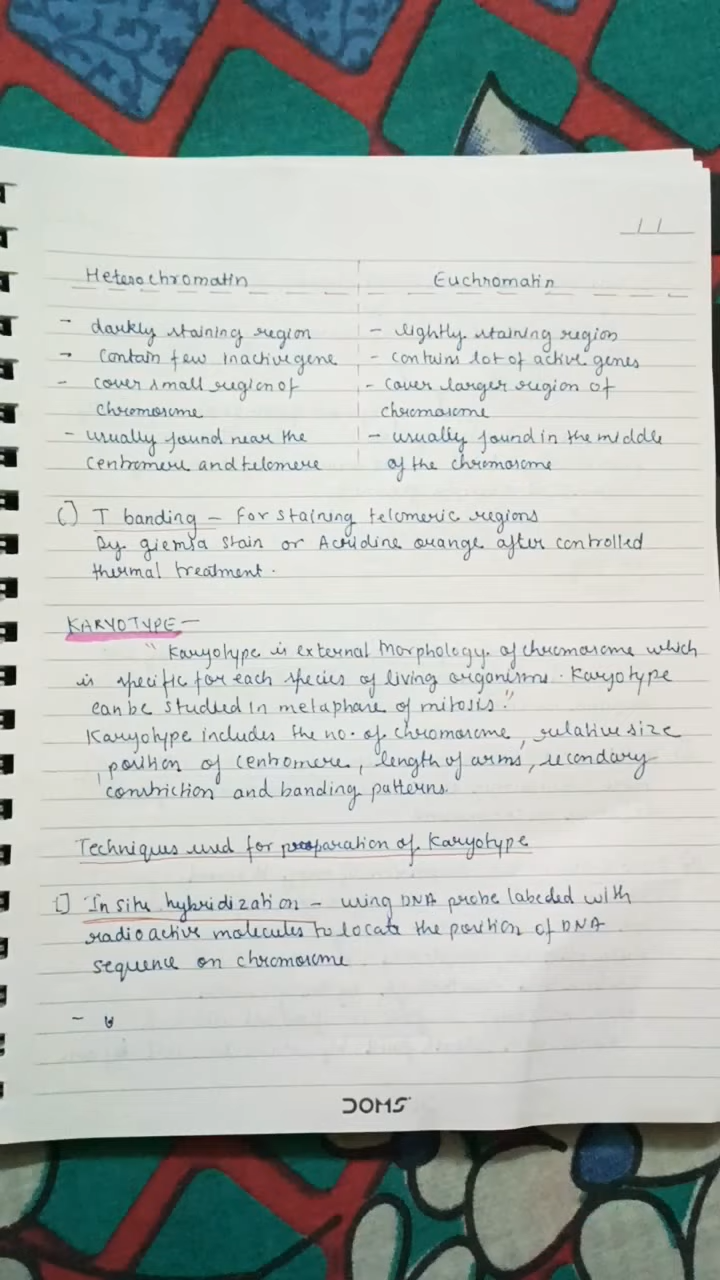 / /
Heterochromatin Euchromatin
- darkly staining region - lightly staining region
- contain few inactive gene - contains lot of active genes
- cover small region of - cover larger region of
chromosome chromosome
- usually found near the - usually found in the middle
centromere and telomere of the chromosome
C) T banding - For staining telomeric regions
By giemsa stain or Acridine orange after controlled
thermal treatment.
KARYOTYPE -
" Karyotype is external morphology of chromosome which
is specific for each species of living organisms. Karyotype
can be studied in metaphase of mitosis."
Karyotype includes the no. of chromosome, relative size
, position of centromere, length of arms, secondary
constriction and banding patterns.
Techniques used for preparation of Karyotype
i) In situ hybridization - using DNA probe labeled with
radioactive molecules to locate the position of DNA
sequence on chromosome
-
DOMS